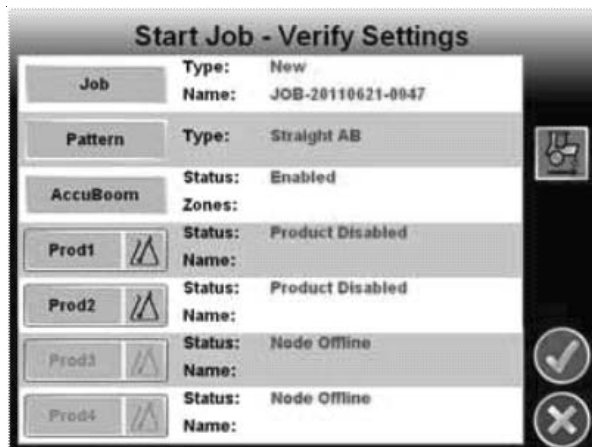 Start Job - Verify Settings
Job
Type: New
Name: JOB-20110621-0047
Pattern
Type: Straight AB
AccuBoom
Status: Enabled
Zones:
Prod1
Status: Product Disabled
Name:
Prod2
Status: Product Disabled
Name:
Prod3
Status: Node Offline
Name:
Prod4
Status: Node Offline
Name: